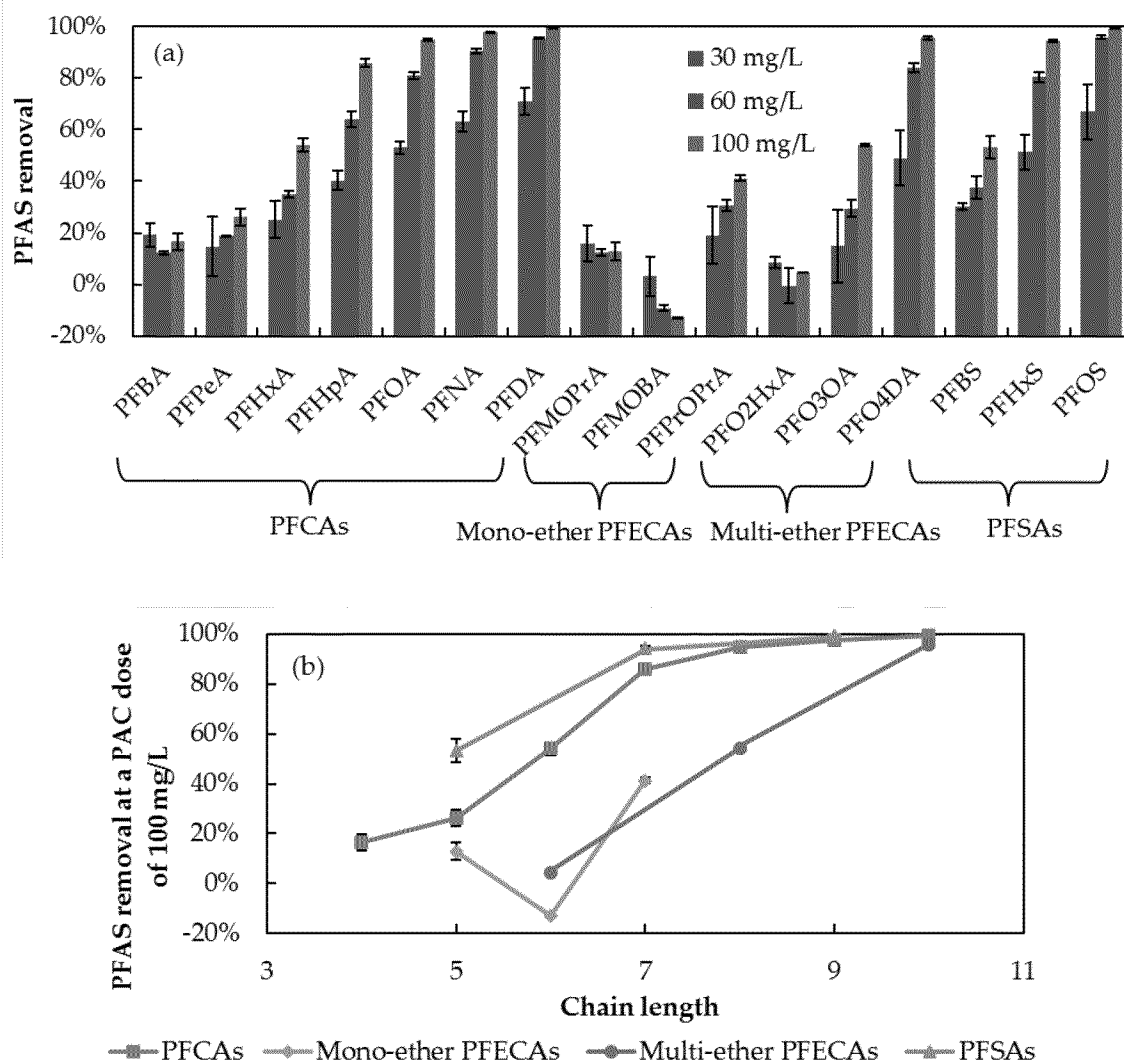 (a)
30 mg/L
60 mg/L
100 mg/L
PFAS removal
100%
80%
60%
40%
20%
0%
-20%
PFBA
PFPeA
PFHxA
PFHpA
PFOA
PFNA
PFDA
PFMOPrA
PFMOBA
PFPrOPrA
PFO2HxA
PFO3OA
PFO4DA
PFBS
PFHxS
PFOS
PFCAs
Mono-ether PFECAs
Multi-ether PFECAs
PFSAs
(b)
PFAS removal at a PAC dose
of 100 mg/L
100%
80%
60%
40%
20%
0%
-20%
3
5
7
9
11
Chain length
PFCAs
Mono-ether PFECAs
Multi-ether PFECAs
PFSAs